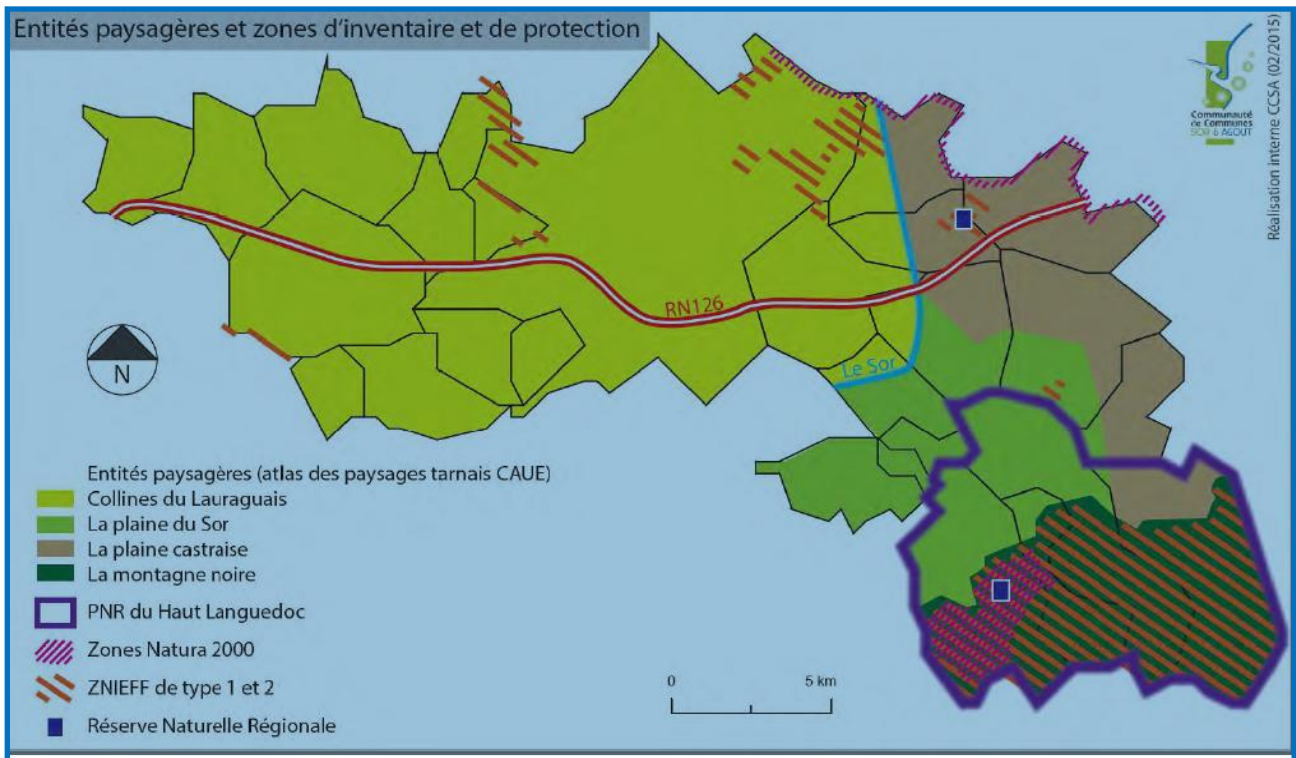 Entités paysagères et zones d'inventaire et de protection
Communauté
de Communes
SOR & AGOUT
Réalisation interne CCSA (02/2015)
RN126
Le Sor
N
Entités paysagères (atlas des paysages tarnais CAUE)
Collines du Lauraguais
La plaine du Sor
La plaine castraise
La montagne noire
PNR du Haut Languedoc
Zones Natura 2000
ZNIEFF de type 1 et 2
Réserve Naturelle Régionale
0 5 km